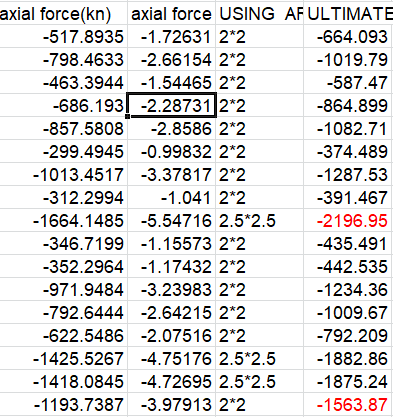 axial force(kn) axial force USING AF ULTIMATE
-517.8935 -1.72631 2*2 -664.093
-798.4633 -2.66154 2*2 -1019.79
-463.3944 -1.54465 2*2 -587.47
-686.193 -2.28731 2*2 -864.899
-857.5808 -2.8586 2*2 -1082.71
-299.4945 -0.99832 2*2 -374.489
-1013.4517 -3.37817 2*2 -1287.53
-312.2994 -1.041 2*2 -391.467
-1664.1485 -5.54716 2.5*2.5 -2196.95
-346.7199 -1.15573 2*2 -435.491
-352.2964 -1.17432 2*2 -442.535
-971.9484 -3.23983 2*2 -1234.36
-792.6444 -2.64215 2*2 -1009.67
-622.5486 -2.07516 2*2 -792.209
-1425.5267 -4.75176 2.5*2.5 -1882.86
-1418.0845 -4.72695 2.5*2.5 -1875.24
-1193.7387 -3.97913 2*2 -1563.87